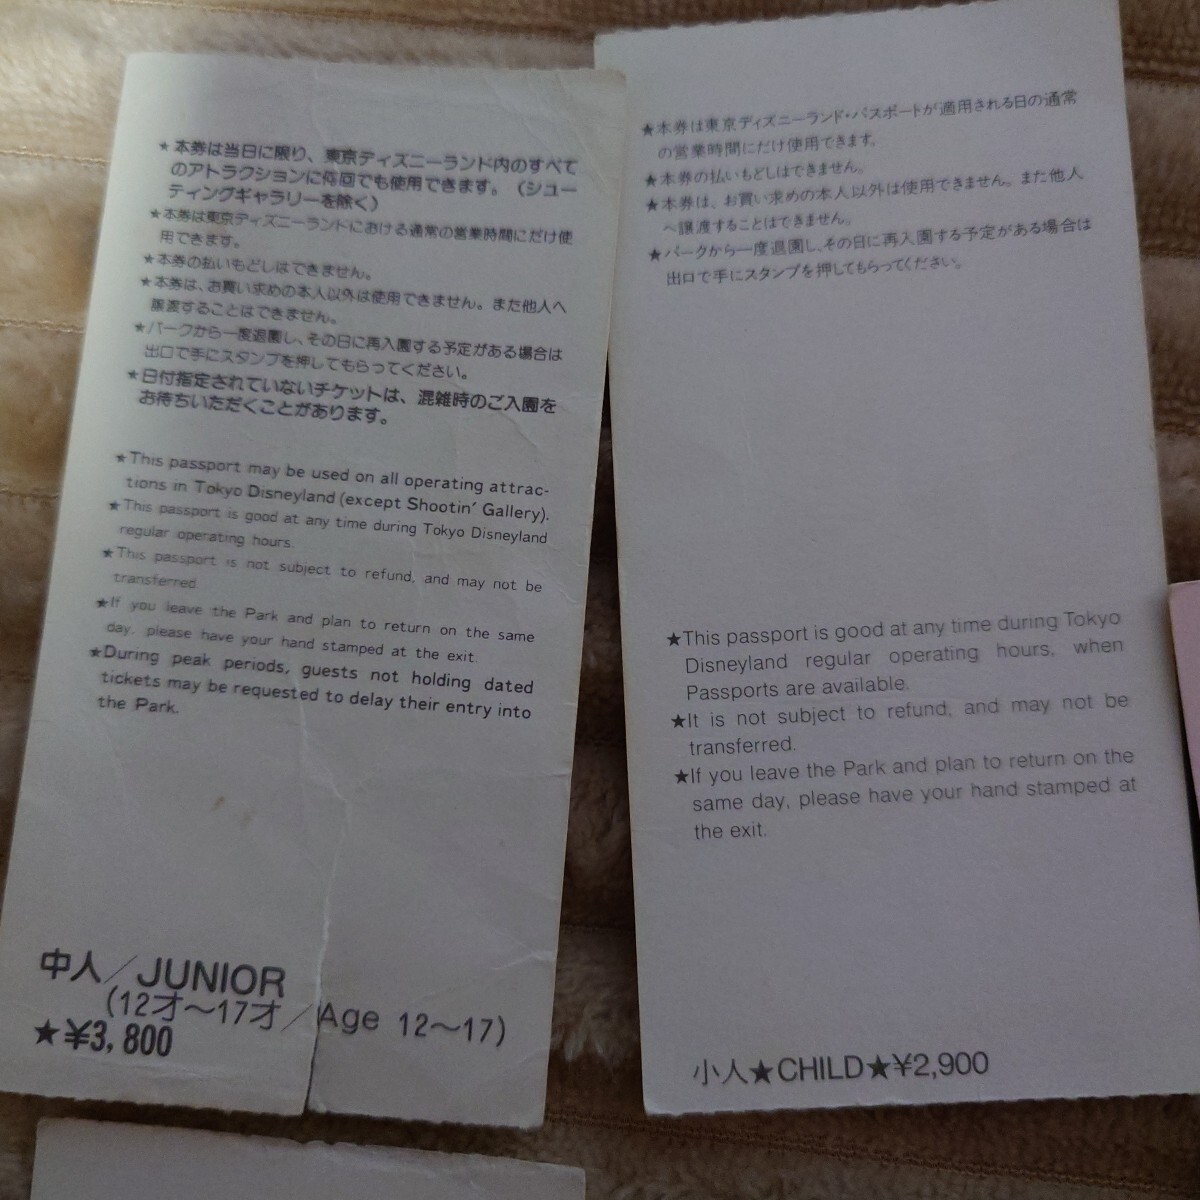 ★本券は当日に限り、東京ディズニーランド内のすべて
のアトラクションに何回でも使用できます。(シュー
ティングギャラリーを除く)
★本券は東京ディズニーランドにおける通常の営業時間にだけ使
用できます。
★本券の払いもどしはできません。
★本券は、お買い求めの本人以外は使用できません。また他人へ
譲渡することはできません。
★パークから一度退園し、その日に再入園する予定がある場合は
出口で手にスタンプを押してもらってください。
★日付指定されていないチケットは、混雑時のご入園を
お待ちいただくことがあります。
★This passport may be used on all operating attrac-
tions in Tokyo Disneyland (except Shootin' Gallery).
★This passport is good at any time during Tokyo Disneyland
regular operating hours.
★This passport is not subject to refund, and may not be
transferred.
★If you leave the Park and plan to return on the same
day, please have your hand stamped at the exit.
★During peak periods, guests not holding dated
tickets may be requested to delay their entry into
the Park.
中人/JUNIOR
(12才~17才/Age 12~17)
★¥3,800
★本券は東京ディズニーランド・パスポートが適用される日の通常
の営業時間にだけ使用できます。
★本券の払いもどしはできません。
★本券は、お買い求めの本人以外は使用できません。また他人
へ譲渡することはできません。
★パークから一度退園し、その日に再入園する予定がある場合は
出口で手にスタンプを押してもらってください。
★This passport is good at any time during Tokyo
Disneyland regular operating hours, when
Passports are available.
★It is not subject to refund, and may not be
transferred.
★If you leave the Park and plan to return on the
same day, please have your hand stamped at
the exit.
小人★CHILD★¥2,900